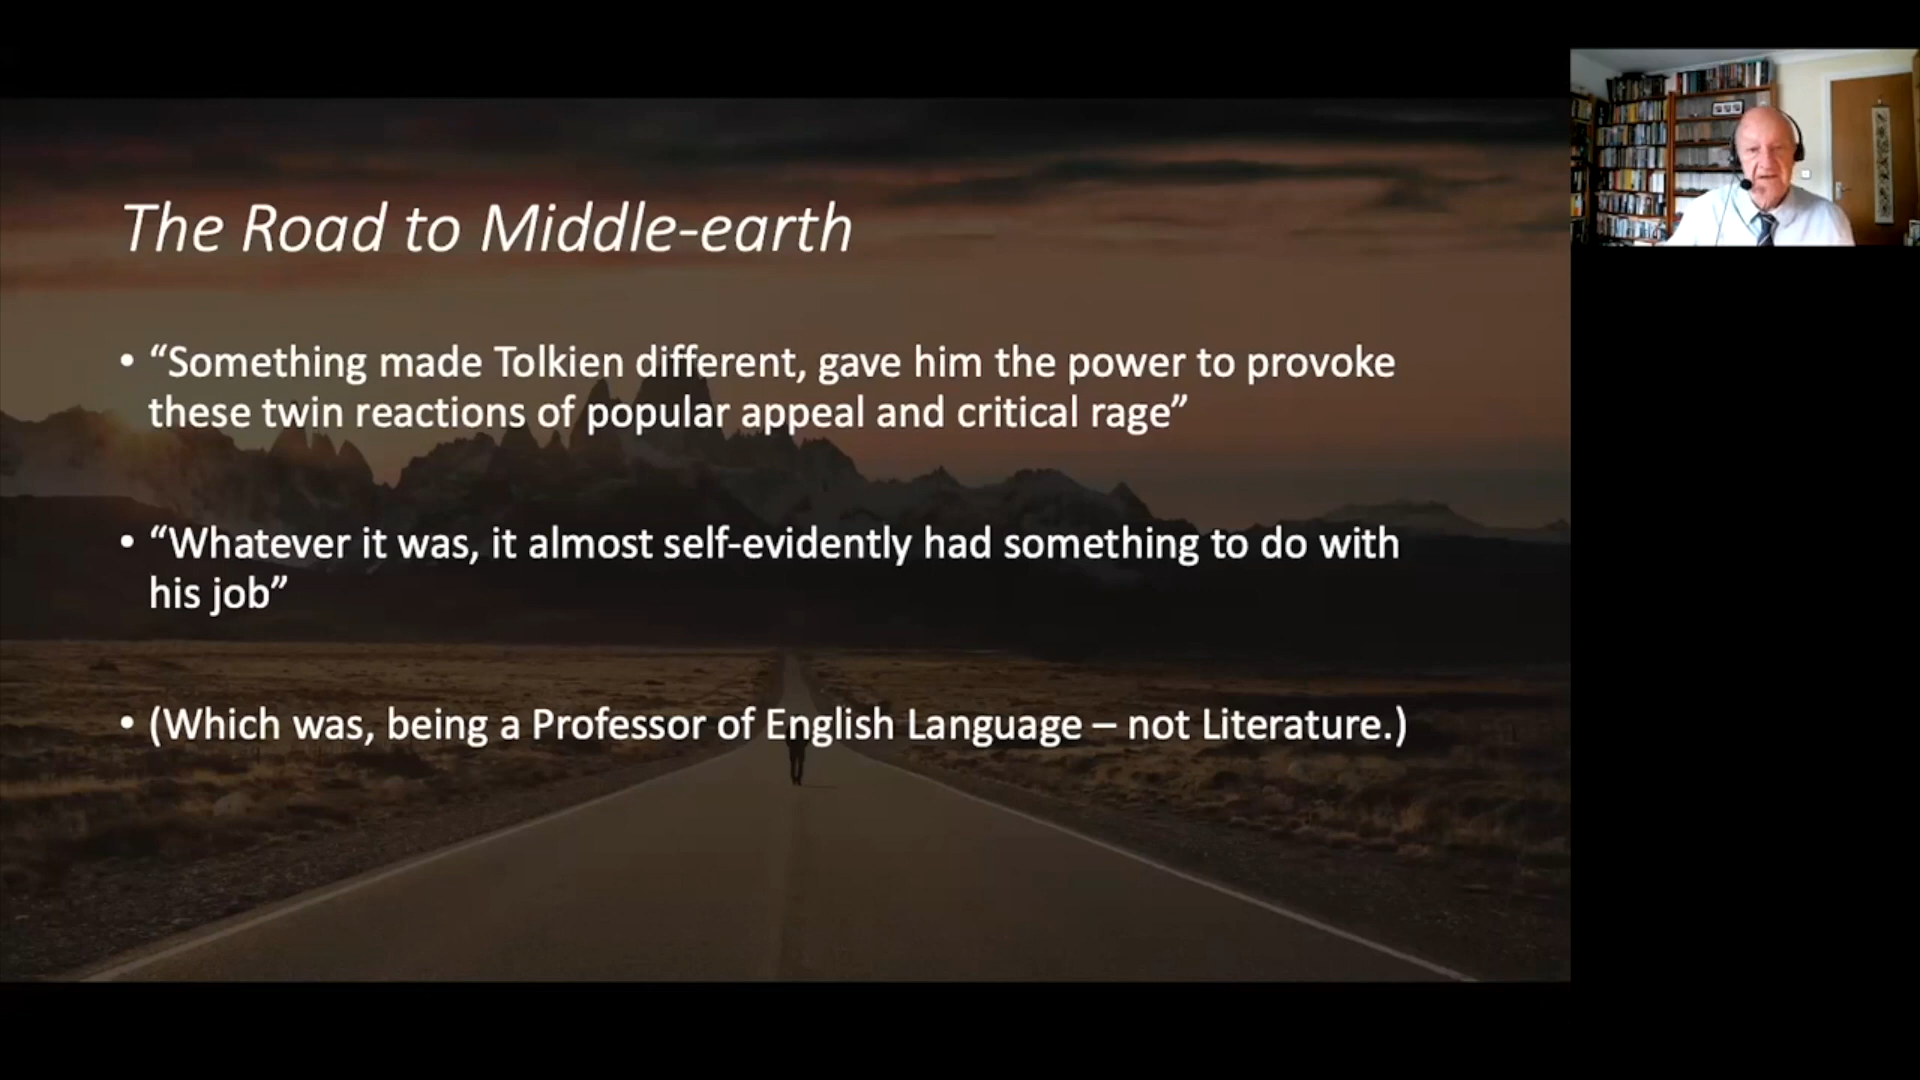 The Road to Middle-earth
• “Something made Tolkien different, gave him the power to provoke
these twin reactions of popular appeal and critical rage”
• “Whatever it was, it almost self-evidently had something to do with
his job”
• (Which was, being a Professor of English Language – not Literature.)